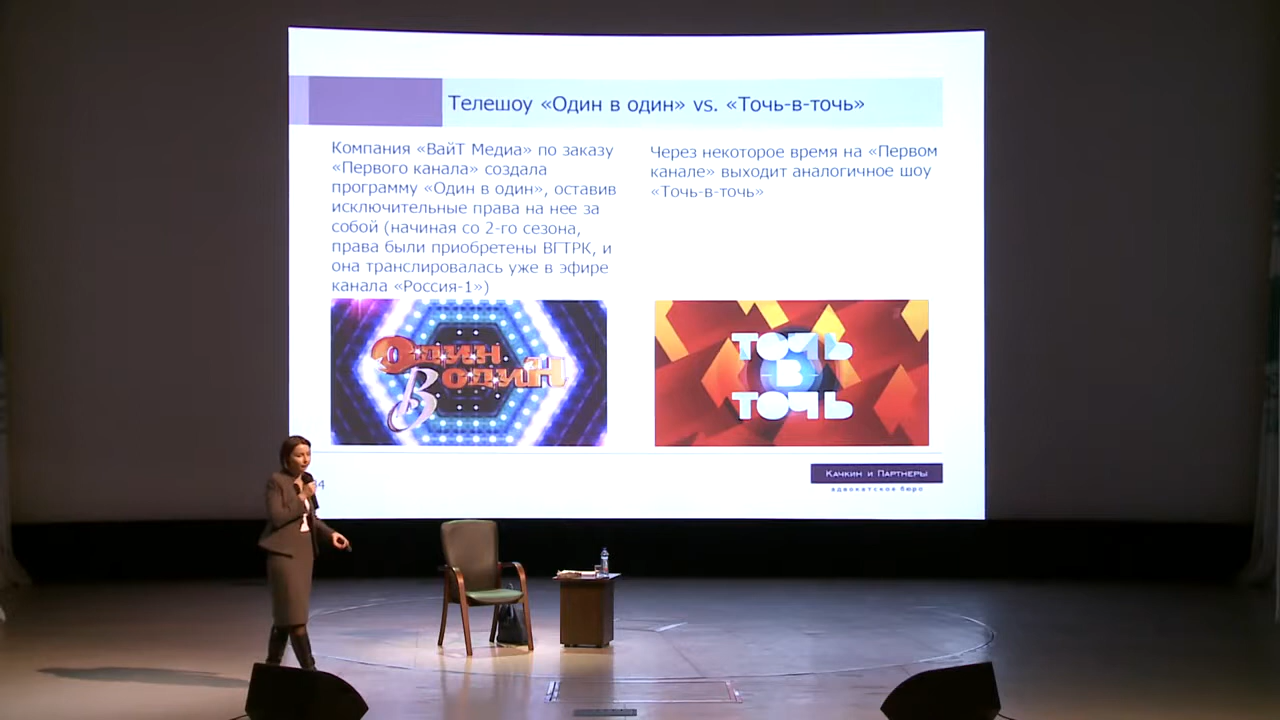 Телешоу «Один в один» vs. «Точь-в-точь»
Компания «ВайТ Медиа» по заказу
«Первого канала» создала
программу «Один в один», оставив
исключительные права на нее за
собой (начиная со 2-го сезона,
права были приобретены ВГТРК, и
она транслировалась уже в эфире
канала «Россия-1»)
Через некоторое время на «Первом
канале» выходит аналогичное шоу
«Точь-в-точь»
Один
в один
точь
в
точь
Качкин и Партнеры
адвокатское бюро